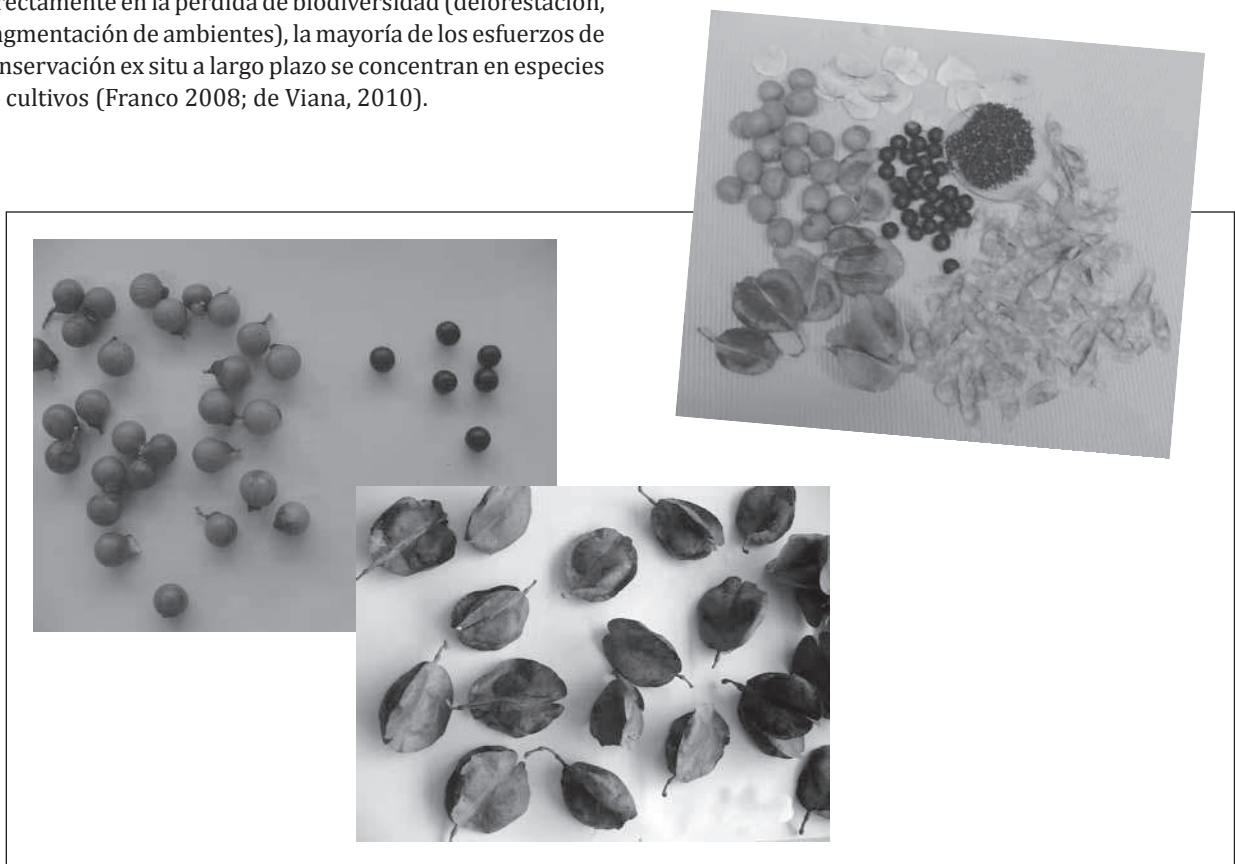 rectamente en la pérdida de biodiversidad (deforestación,
agmentación de ambientes), la mayoría de los esfuerzos de
nservación ex situ a largo plazo se concentran en especies
cultivos (Franco 2008; de Viana, 2010).